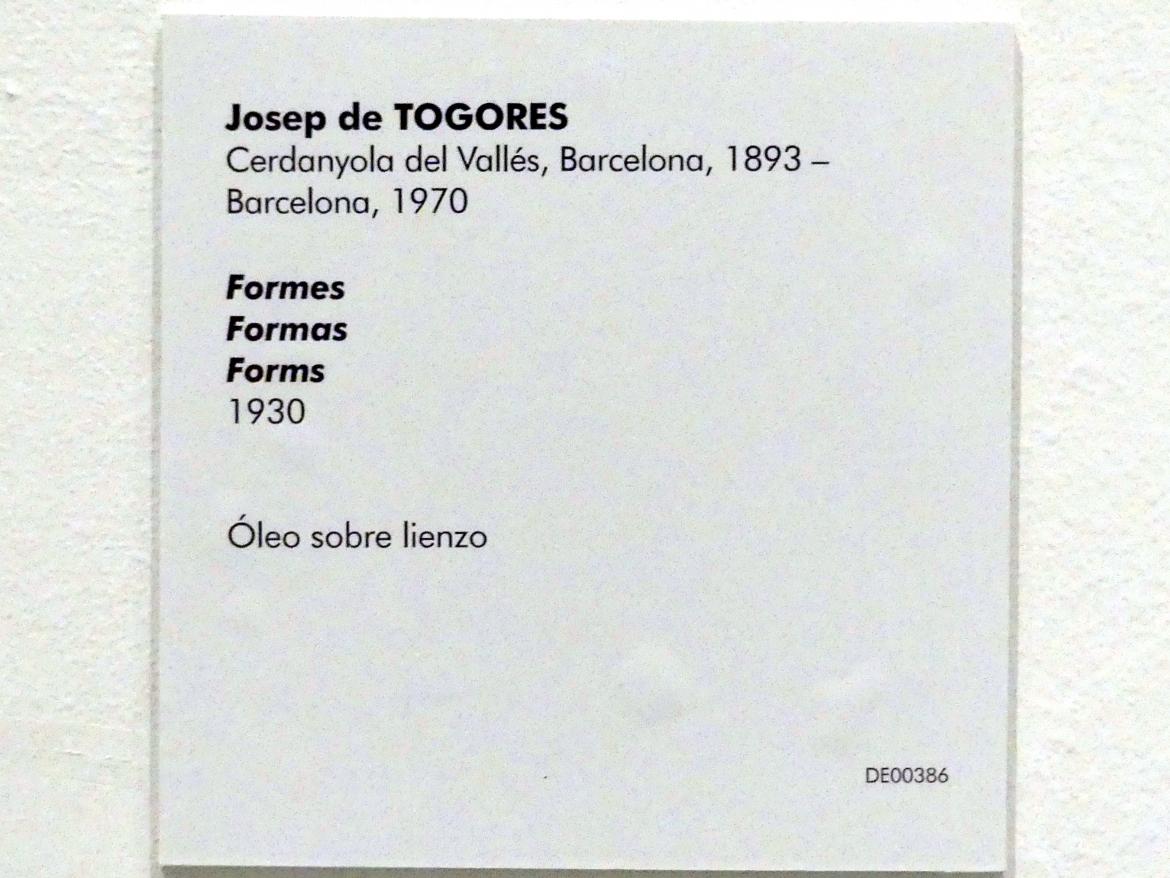 Josep de TOGORES
Cerdanyola del Vallés, Barcelona, 1893 –
Barcelona, 1970
Formes
Formas
Forms
1930
Óleo sobre lienzo
DE00386